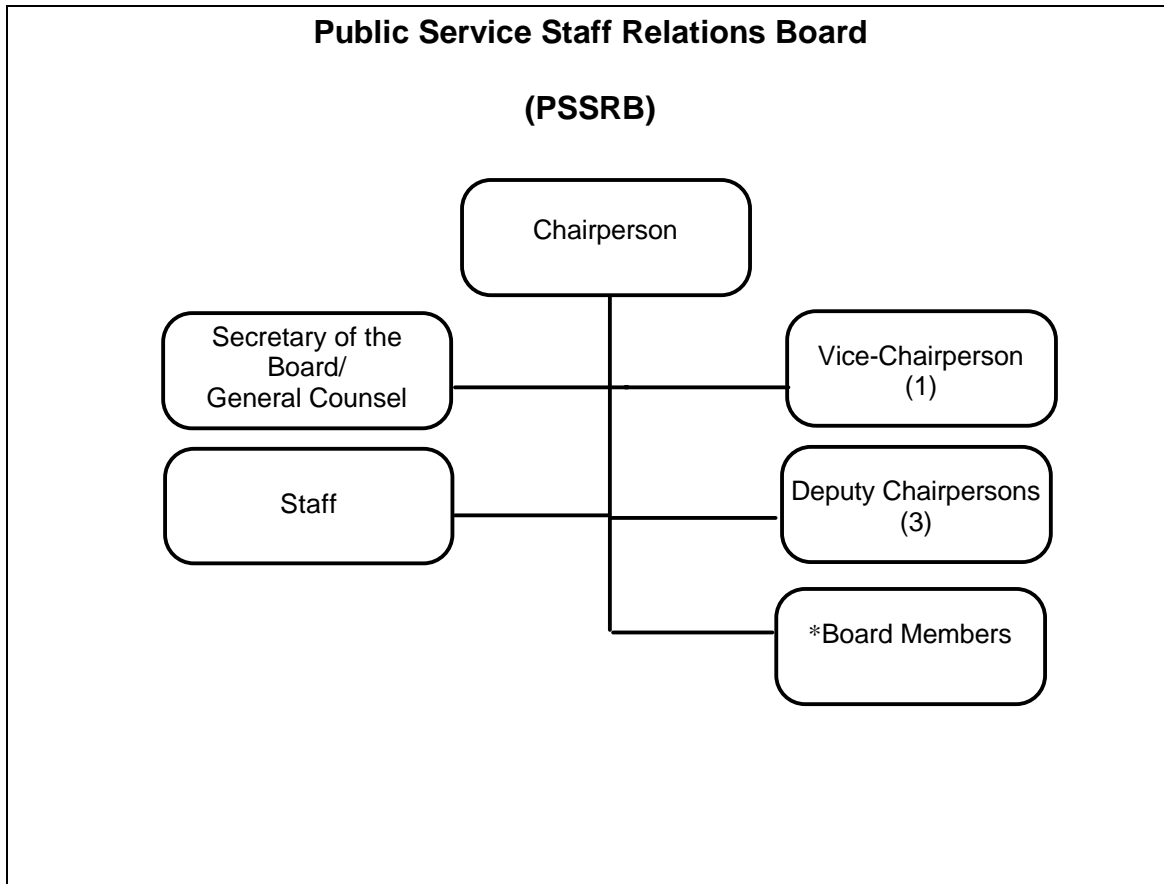 Public Service Staff Relations Board
(PSSRB)
Chairperson
Secretary of the
Board/
General Counsel
Vice-Chairperson
(1)
Staff
Deputy Chairpersons
(3)
*Board Members